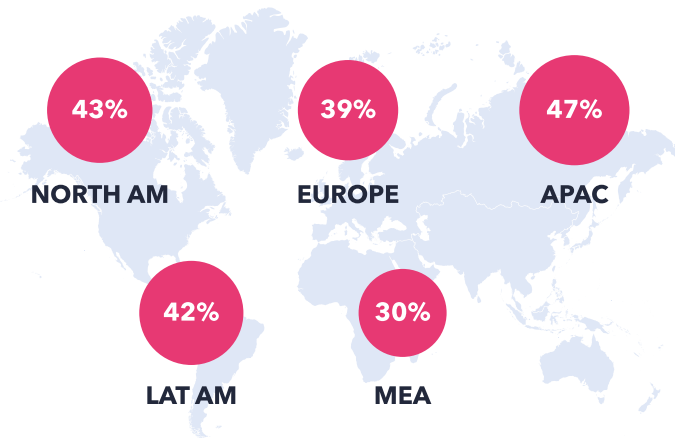 43%
39%
47%
NORTH AM
EUROPE
APAC
42%
30%
LAT AM
MEA